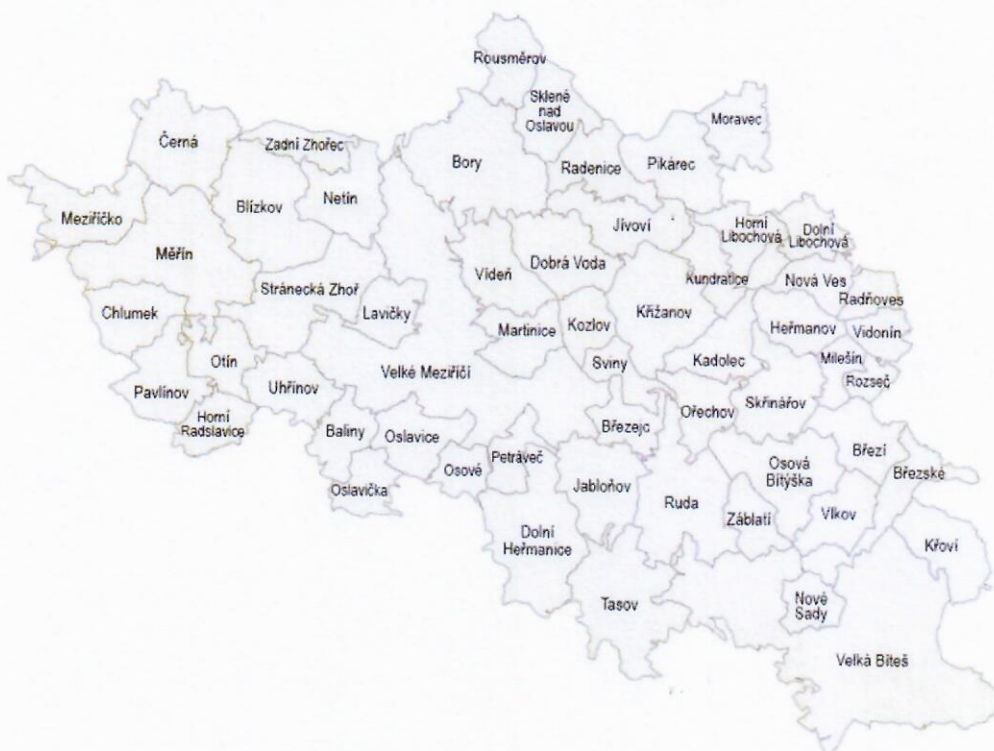 Rousměrov
Sklené
nad
Oslavou
Moravec
Černá
Zadní Zhořec
Bory
Radenice
Pikárec
Meziříčko
Blízkov
Netín
Měřín
Jívoví
Horní
Libochová
Dolní
Libochová
Vídeň
Dobrá Voda
Kundratice
Nová Ves
Stránecká Zhoř
Lavičky
Radňoves
Chlumek
Martinice
Kozlov
Křižanov
Heřmanov
Vidonín
Otín
Sviny
Kadolec
Milešín
Velké Meziříčí
Rozseč
Pavlínov
Uhřínov
Skřinářov
Horní
Radslavice
Ořechov
Baliny
Oslavice
Březejc
Petráveč
Osové
Březí
Osová
Bítýška
Březské
Oslavička
Jabloňov
Ruda
Záblatí
Vlkov
Dolní
Heřmanice
Křoví
Tasov
Nové
Sady
Velká Bíteš